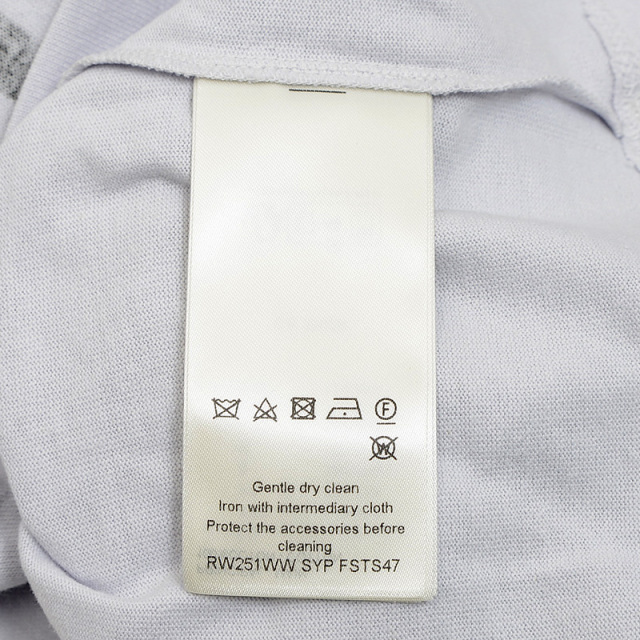 F
W
Gentle dry clean
Iron with intermediary cloth
Protect the accessories before
cleaning
RW251WW SYP FSTS47